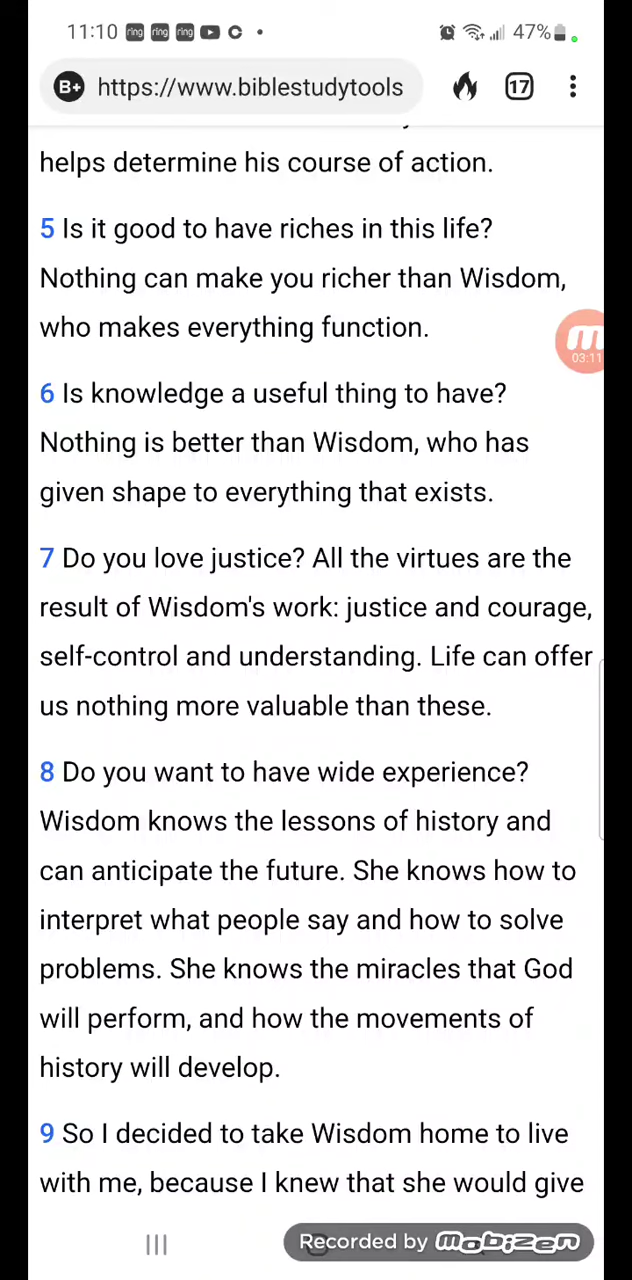 11:10 ring ring ring 47%
B+ https://www.biblestudytools 17
helps determine his course of action.
5 Is it good to have riches in this life?
Nothing can make you richer than Wisdom,
who makes everything function.
03:11
6 Is knowledge a useful thing to have?
Nothing is better than Wisdom, who has
given shape to everything that exists.
7 Do you love justice? All the virtues are the
result of Wisdom's work: justice and courage,
self-control and understanding. Life can offer
us nothing more valuable than these.
8 Do you want to have wide experience?
Wisdom knows the lessons of history and
can anticipate the future. She knows how to
interpret what people say and how to solve
problems. She knows the miracles that God
will perform, and how the movements of
history will develop.
9 So I decided to take Wisdom home to live
with me, because I knew that she would give
Recorded by mobizen